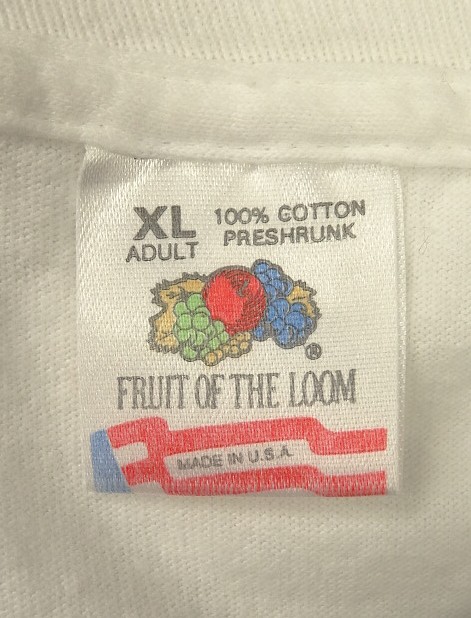 XL 100% COTTON
ADULT PRESHRUNK
®
FRUIT OF THE LOOM
MADE IN U.S.A.